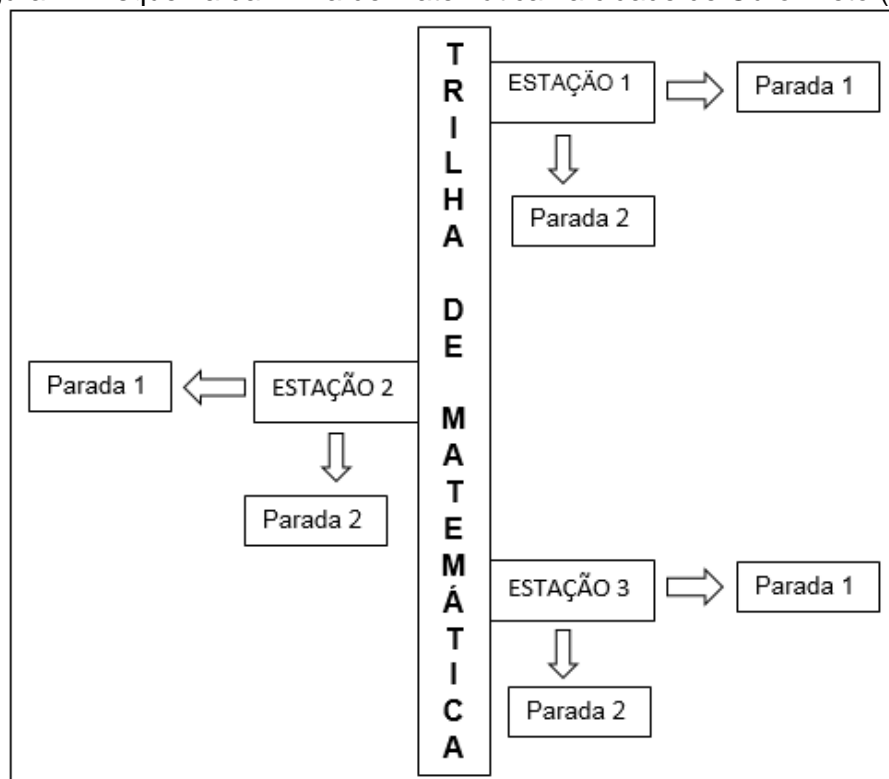 TRILHA DE MATEMÁTICA
ESTAÇÃO 1
Parada 1
Parada 2
ESTAÇÃO 2
Parada 1
Parada 2
ESTAÇÃO 3
Parada 1
Parada 2